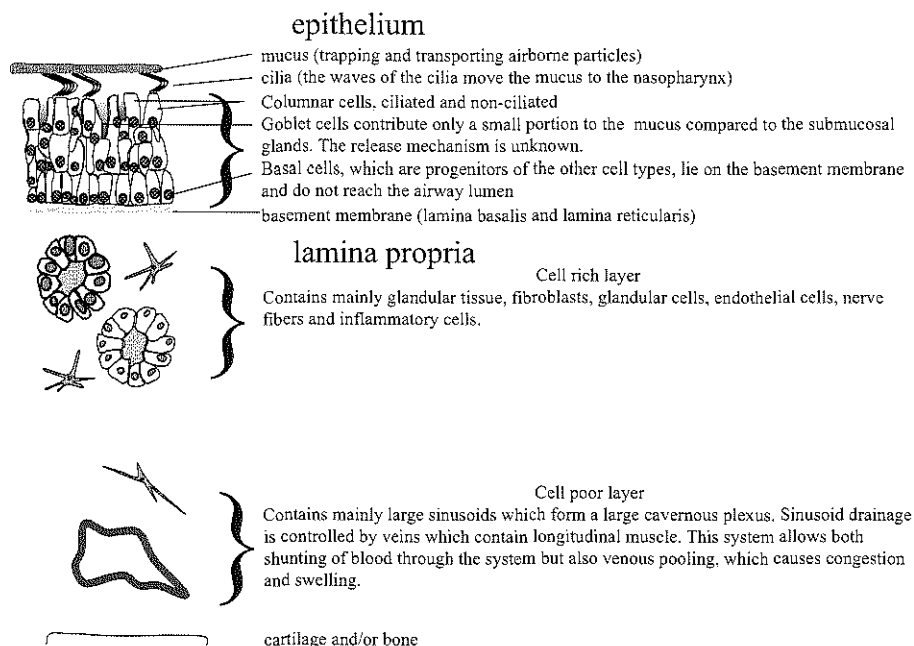 epithelium
mucus (trapping and transporting airborne particles)
cilia (the waves of the cilia move the mucus to the nasopharynx)
Columnar cells, ciliated and non-ciliated
Goblet cells contribute only a small portion to the mucus compared to the submucosal
glands. The release mechanism is unknown.
Basal cells, which are progenitors of the other cell types, lie on the basement membrane
and do not reach the airway lumen
basement membrane (lamina basalis and lamina reticularis)
lamina propria
Cell rich layer
Contains mainly glandular tissue, fibroblasts, glandular cells, endothelial cells, nerve
fibers and inflammatory cells.
Cell poor layer
Contains mainly large sinusoids which form a large cavernous plexus. Sinusoid drainage
is controlled by veins which contain longitudinal muscle. This system allows both
shunting of blood through the system but also venous pooling, which causes congestion
and swelling.
cartilage and/or bone